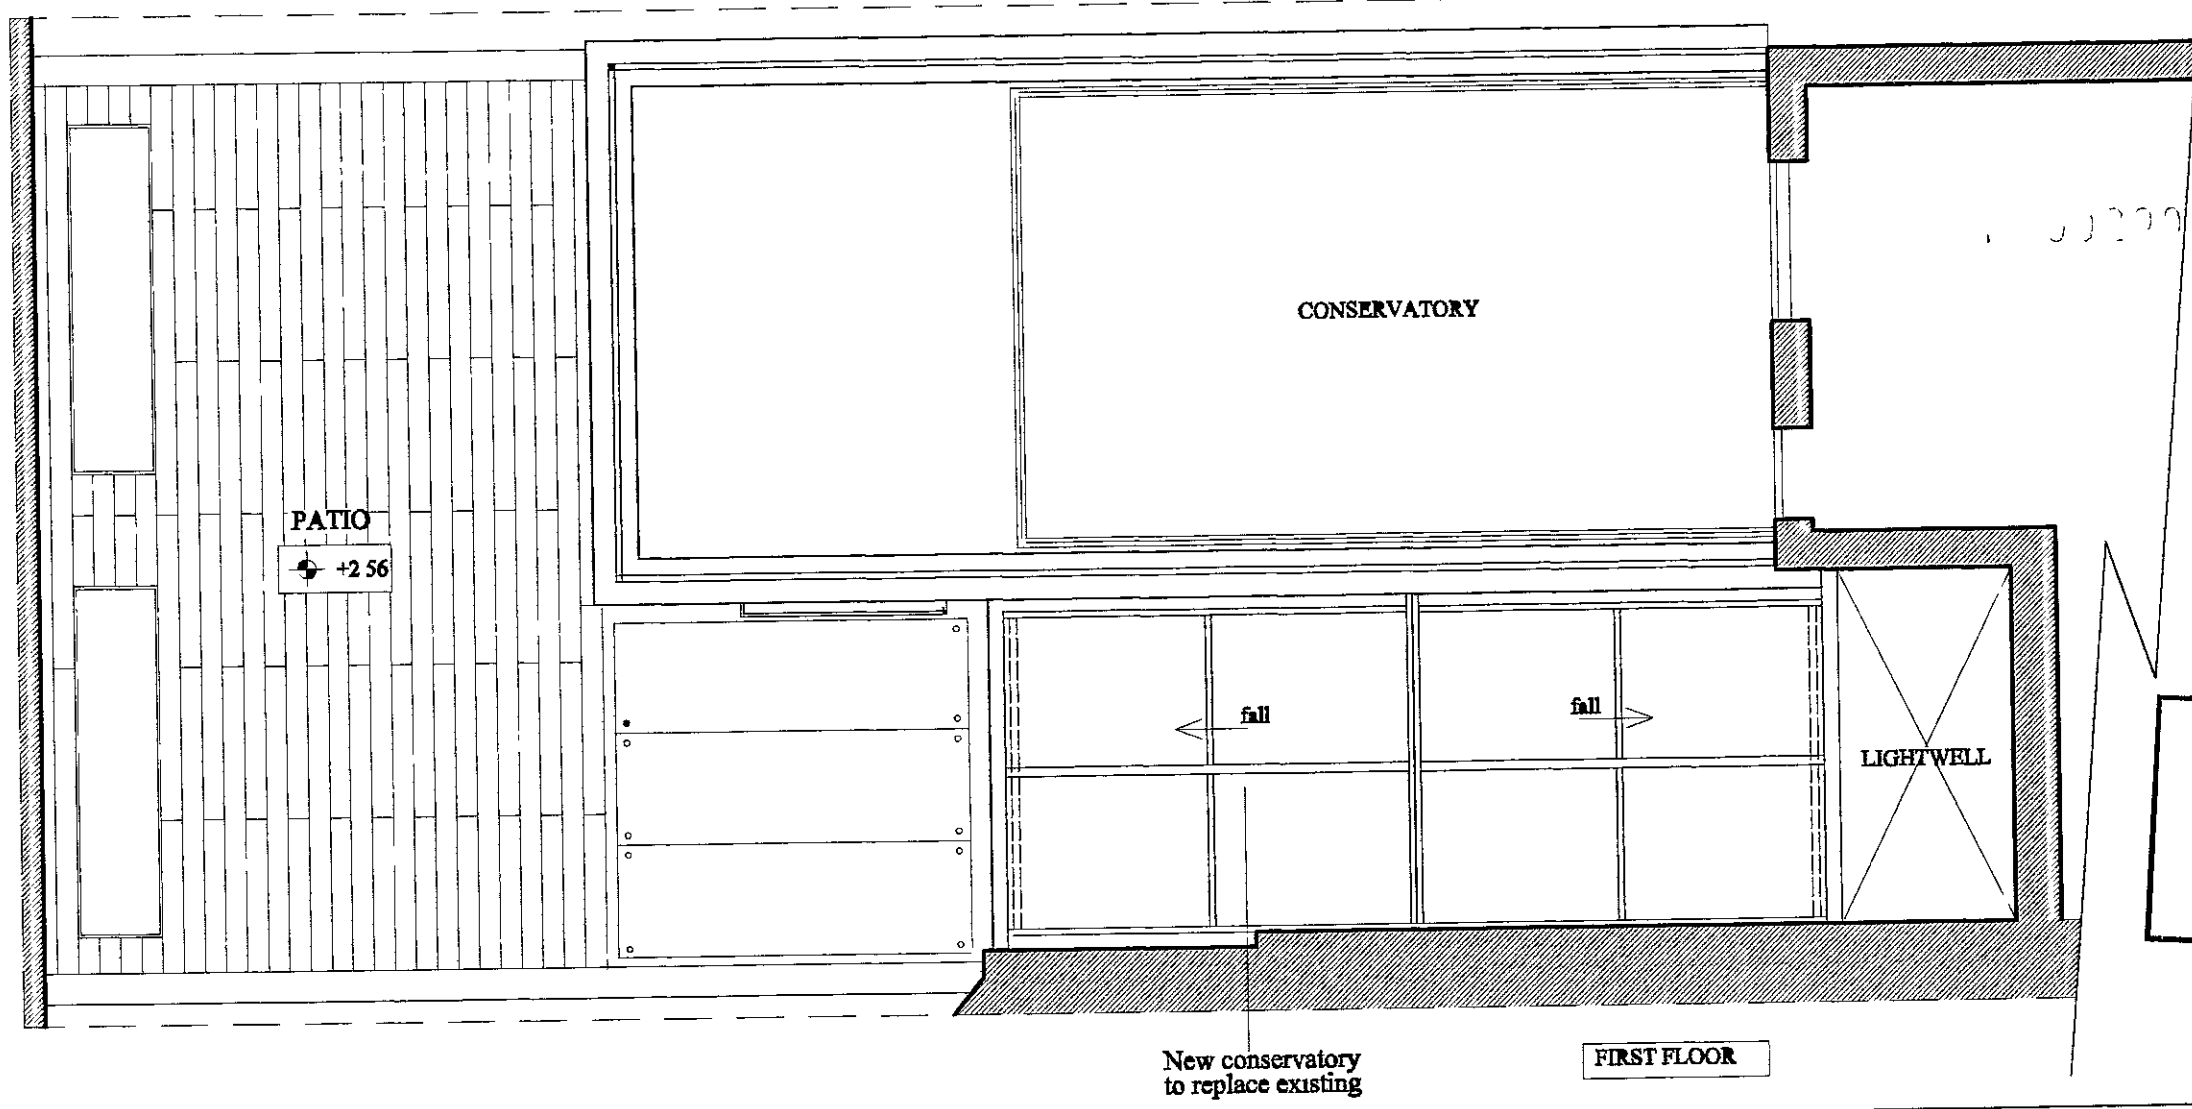 CONSERVATORY
PATIO
+2 56
fall
fall
LIGHTWELL
New conservatory
to replace existing
FIRST FLOOR